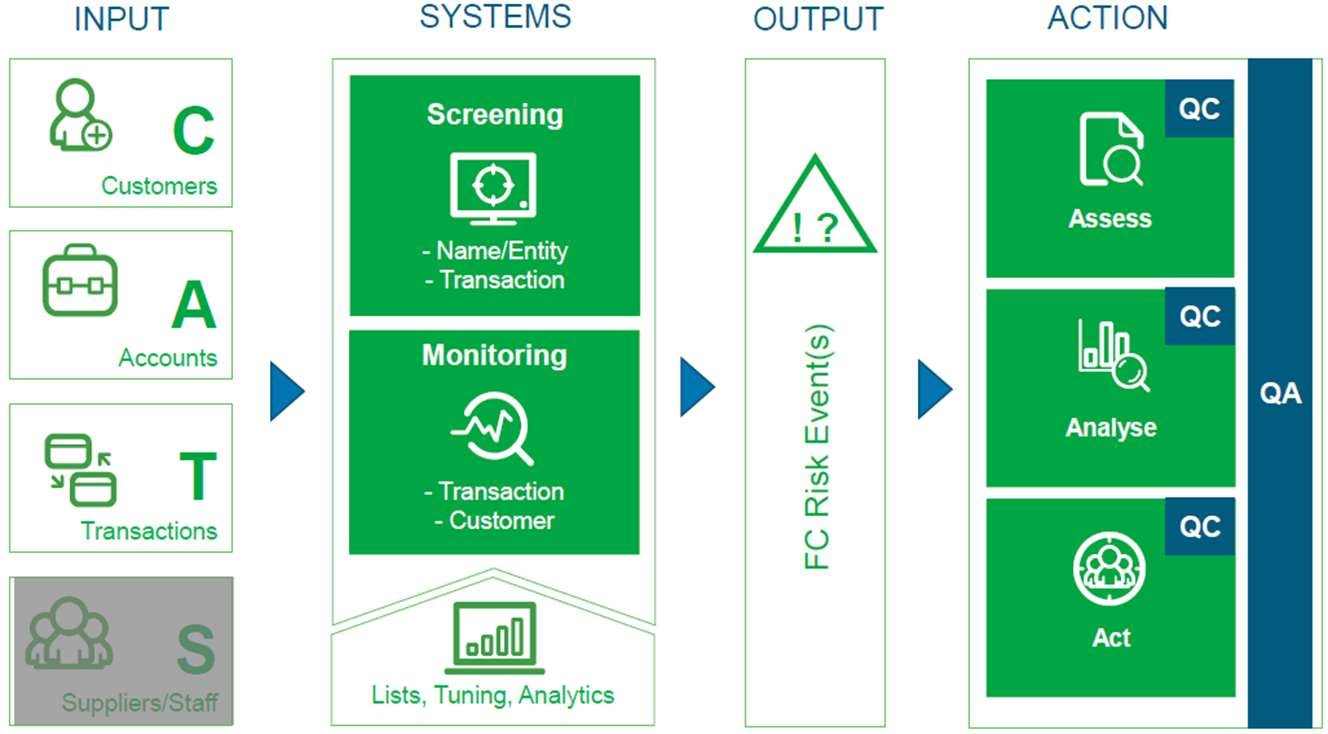 INPUT
C
Customers
A
Accounts
T
Transactions
S
Suppliers/Staff
SYSTEMS
Screening
- Name/Entity
- Transaction
Monitoring
- Transaction
- Customer
Lists, Tuning, Analytics
OUTPUT
! ?
FC Risk Event(s)
ACTION
QC
Assess
QC
Analyse
QC
Act
QA